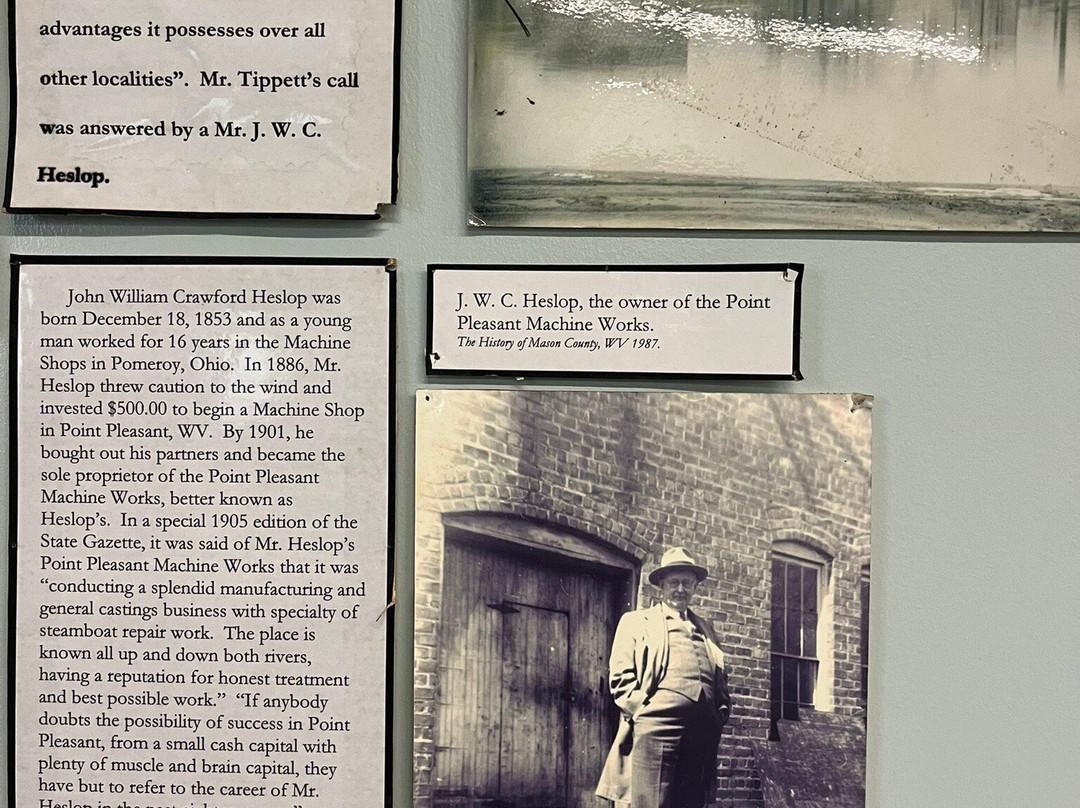 advantages it possesses over all
other localities”. Mr. Tippett’s call
was answered by a Mr. J. W. C.
Heslop.
John William Crawford Heslop was
born December 18, 1853 and as a young
man worked for 16 years in the Machine
Shops in Pomeroy, Ohio. In 1886, Mr.
Heslop threw caution to the wind and
invested $500.00 to begin a Machine Shop
in Point Pleasant, WV. By 1901, he
bought out his partners and became the
sole proprietor of the Point Pleasant
Machine Works, better known as
Heslop’s. In a special 1905 edition of the
State Gazette, it was said of Mr. Heslop’s
Point Pleasant Machine Works that it was
“conducting a splendid manufacturing and
general castings business with specialty of
steamboat repair work. The place is
known all up and down both rivers,
having a reputation for honest treatment
and best possible work.” “If anybody
doubts the possibility of success in Point
Pleasant, from a small cash capital with
plenty of muscle and brain capital, they
have but to refer to the career of Mr.
Heslop in the past
J. W. C. Heslop, the owner of the Point
Pleasant Machine Works.
The History of Mason County, WV 1987.